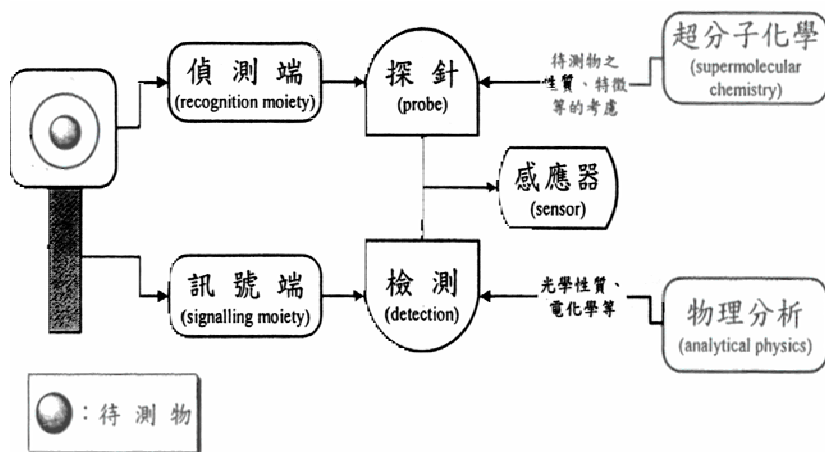 偵測端
(recognition moiety)
探針
(probe)
待測物之
性質、特徵
等的考慮
超分子化學
(supermolecular
chemistry)
感應器
(sensor)
訊號端
(signalling moiety)
檢測
(detection)
光學性質、
電化學等
物理分析
(analytical physics)
：待測物